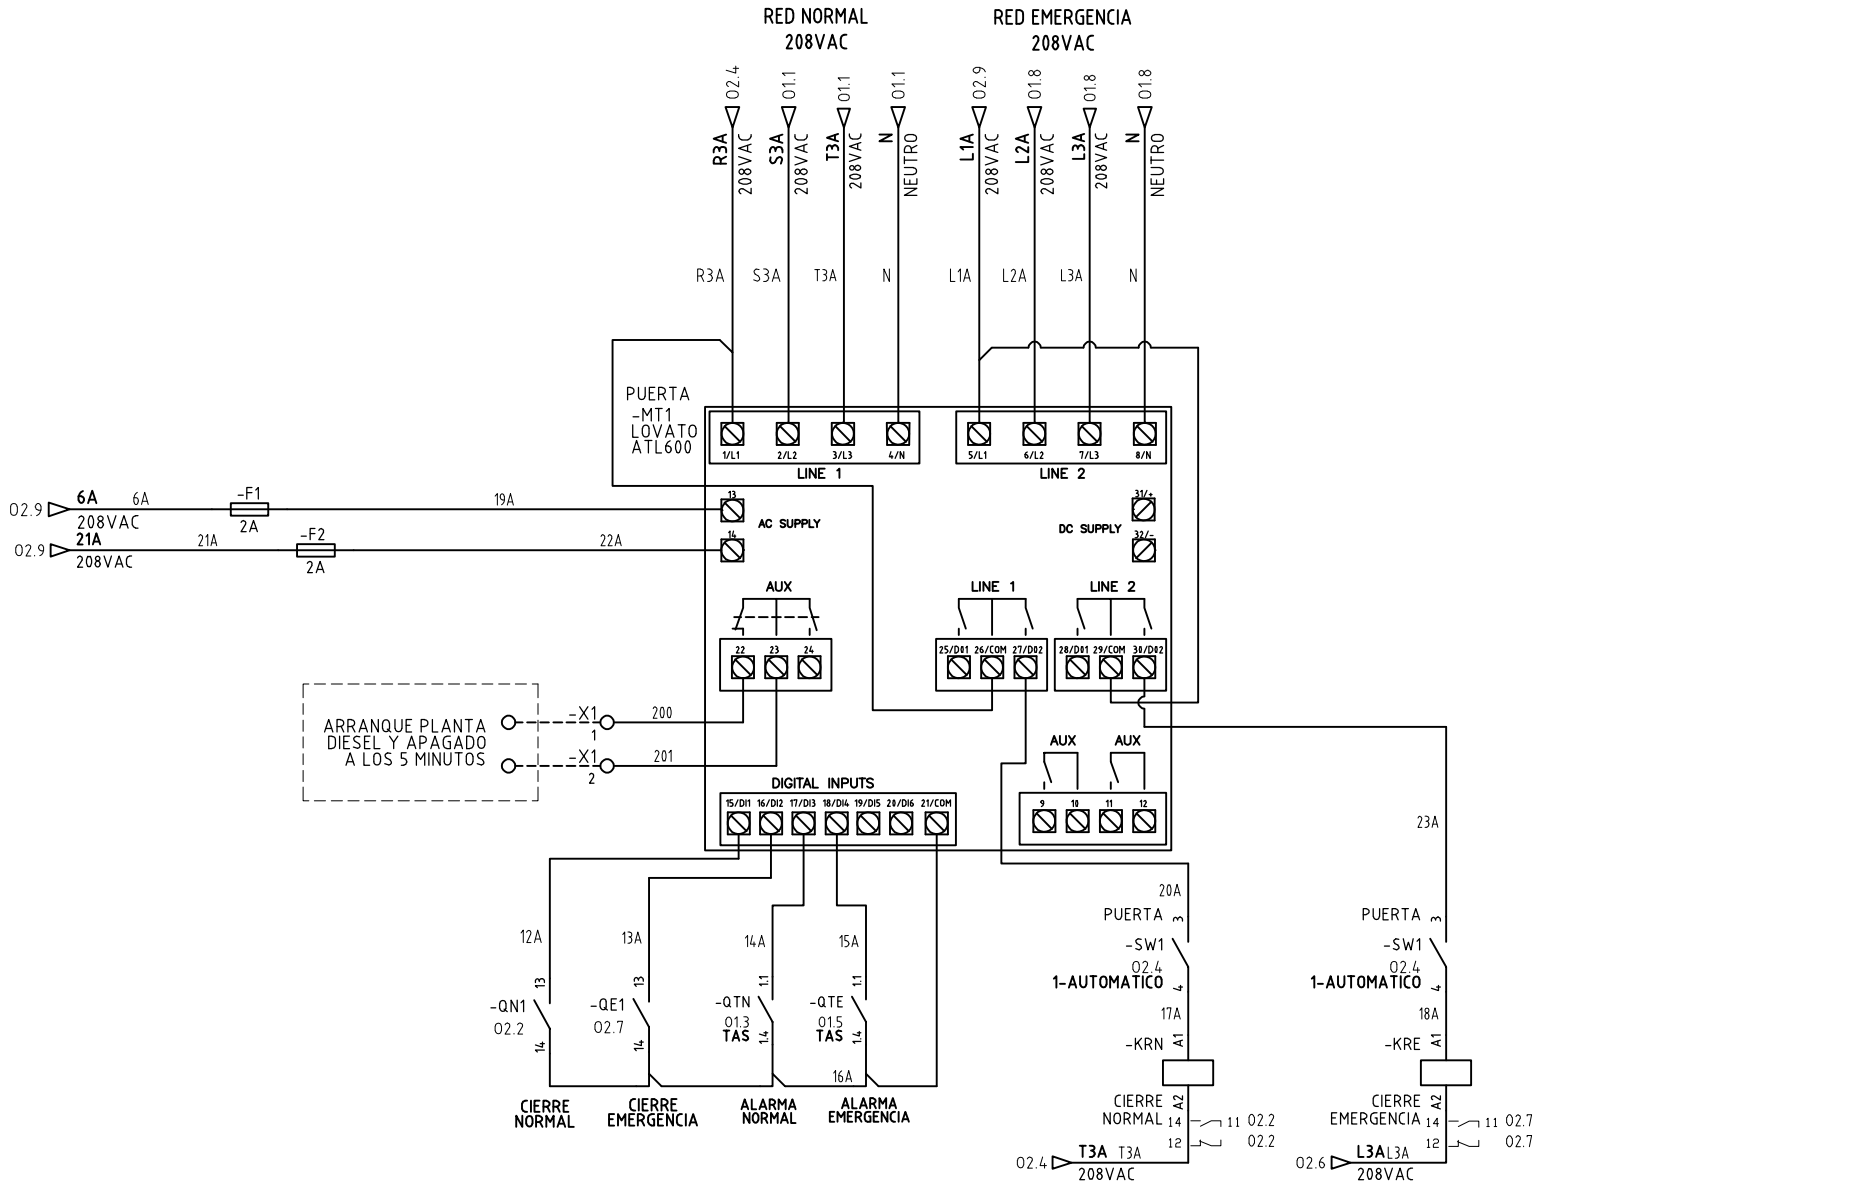 RED NORMAL
208VAC
RED EMERGENCIA
208VAC
02.4
01.1
01.1
01.1
02.9
01.8
01.8
01.8
R3A
208VAC
S3A
208VAC
T3A
208VAC
N
NEUTRO
L1A
208VAC
L2A
208VAC
L3A
208VAC
N
NEUTRO
R3A
S3A
T3A
N
L1A
L2A
L3A
N
PUERTA
-MT1
LOVATO
ATL600
1/L1
2/L2
3/L3
4/N
LINE 1
5/L1
6/L2
7/L3
8/N
LINE 2
02.9
6A
208VAC
6A
-F1
2A
19A
13
02.9
21A
208VAC
21A
-F2
2A
22A
14
AC SUPPLY
31/+
DC SUPPLY
32/-
AUX
22
23
24
LINE 1
25/D01
26/COM
27/D02
LINE 2
28/D01
29/COM
30/D02
ARRANQUE PLANTA
DIESEL Y APAGADO
A LOS 5 MINUTOS
-X1
1
200
-X1
2
201
DIGITAL INPUTS
15/DI1
16/DI2
17/DI3
18/DI4
19/DI5
20/DI6
21/COM
AUX
AUX
9
10
11
12
12A
13
-QN1
02.2
14
CIERRE
NORMAL
13A
13
-QE1
02.7
14
CIERRE
EMERGENCIA
14A
1.1
-QTN
01.3
TAS
1.4
ALARMA
NORMAL
15A
1.1
-QTE
01.5
TAS
1.4
16A
ALARMA
EMERGENCIA
20A
PUERTA
3
-SW1
02.4
1-AUTOMATICO
4
17A
-KRN
A1
CIERRE
NORMAL
A2
14
11
02.2
12
02.2
02.4
T3A
T3A
208VAC
23A
PUERTA
3
-SW1
02.4
1-AUTOMATICO
4
18A
-KRE
A1
CIERRE
EMERGENCIA
A2
14
11
02.7
12
02.7
02.6
L3A
L3A
208VAC